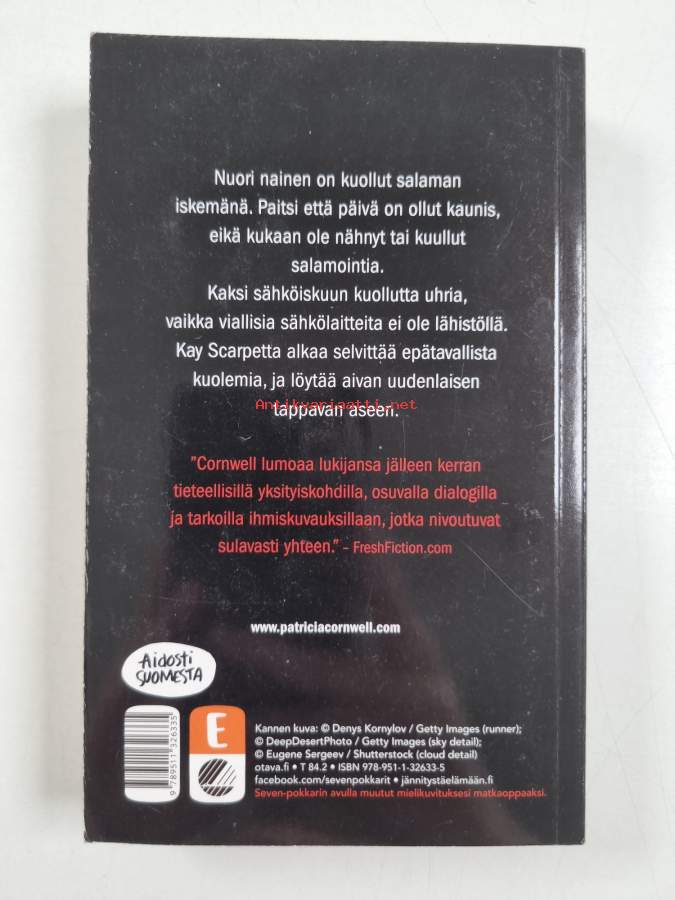 Nuori nainen on kuollut salaman
iskemänä. Paitsi että päivä on ollut kaunis,
eikä kukaan ole nähnyt tai kuullut
salamointia.
Kaksi sähköiskuun kuollutta uhria,
vaikka viallisia sähkölaitteita ei ole lähistöllä.
Kay Scarpetta alkaa selvittää epätavallista
kuolemia, ja löytää aivan uudenlaisen
Antikvariaatti.net
tappavan aseen.
”Cornwell lumoaa lukijansa jälleen kerran
tieteellisillä yksityiskohdilla, osuvalla dialogilla
ja tarkoilla ihmiskuvauksillaan, jotka nivoutuvat
sulavasti yhteen.” – FreshFiction.com
www.patriciacornwell.com
Aidosti
SUOMESTA
9 789511 326335
E
Kannen kuva: © Denys Kornylov / Getty Images (runner);
© DeepDesertPhoto / Getty Images (sky detail);
© Eugene Sergeev / Shutterstock (cloud detail)
otava.fi • T 84.2 • ISBN 978-951-1-32633-5
facebook.com/sevenpokkarit • jännitystäelämään.fi
Seven-pokkarin avulla muutut mielikuvituksesi matkaoppaaksi.